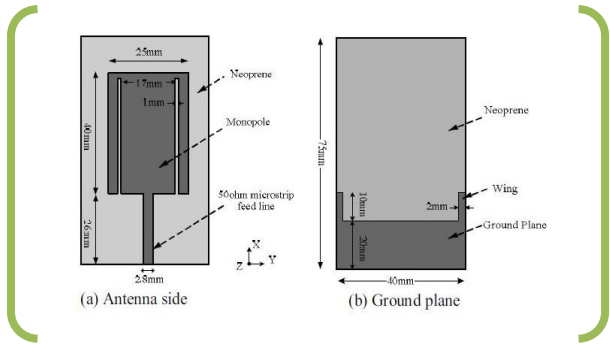 25mm
Neoprene
17mm
1mm
40mm
Monopole
50ohm microstrip
feed line
26mm
X
Z
Y
2.8mm
(a) Antenna side
Neoprene
75mm
Wing
10mm
2mm
Ground Plane
20mm
40mm
(b) Ground plane